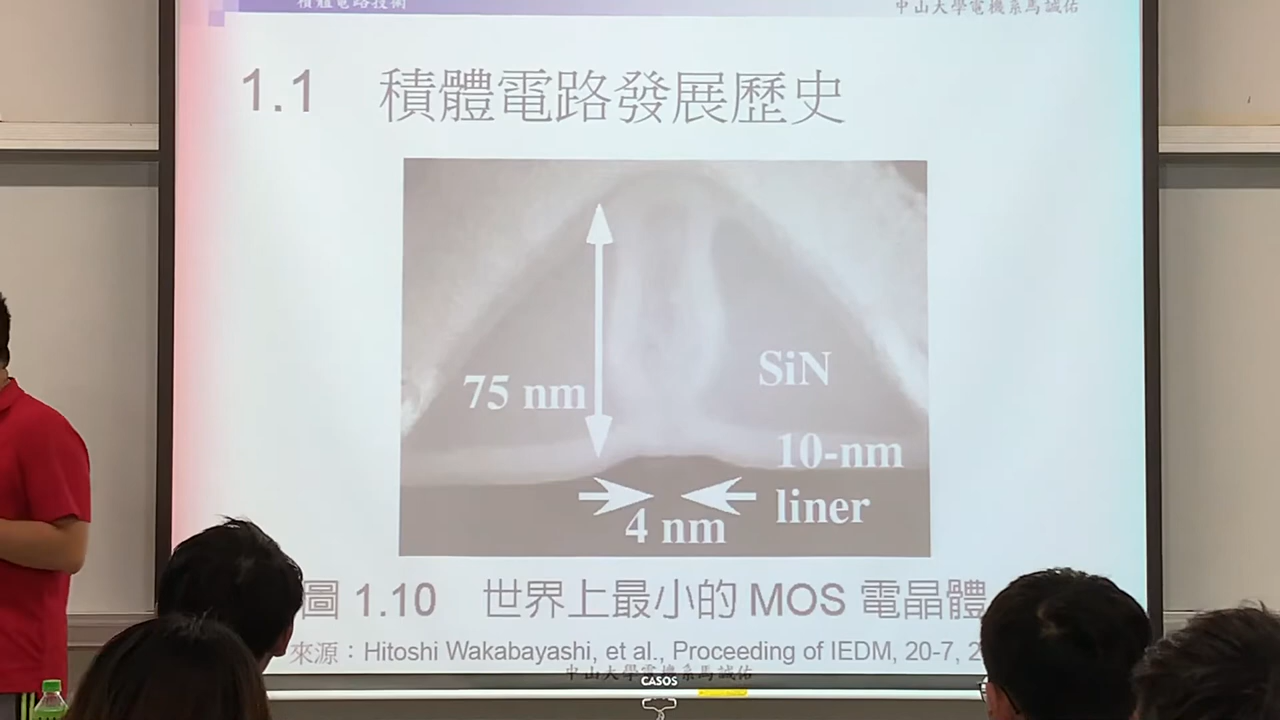 積體電路技術
中山大學電機系馬誠佑
1.1 積體電路發展歷史
75 nm
SiN
10-nm
liner
4 nm
圖 1.10 世界上最小的 MOS 電晶體
來源：Hitoshi Wakabayashi, et al., Proceeding of IEDM, 20-7, 2
中山大學電機系馬誠佑
CASOS